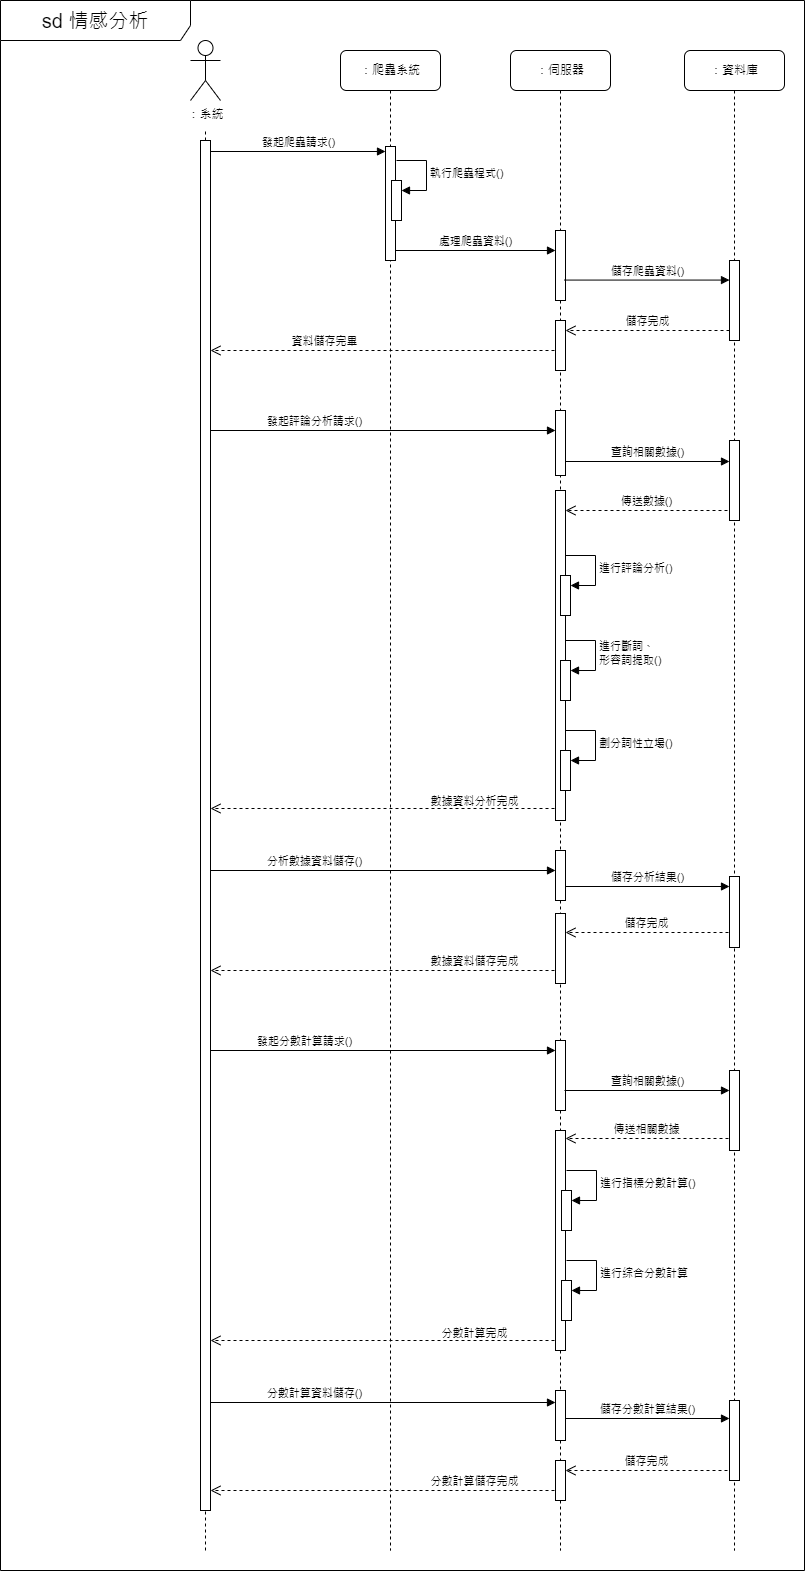 sd 情感分析
：系統
：爬蟲系統
：伺服器
：資料庫
發起爬蟲請求()
執行爬蟲程式()
處理爬蟲資料()
儲存爬蟲資料()
儲存完成
資料儲存完畢
發起評論分析請求()
查詢相關數據()
傳送數據()
進行評論分析()
進行斷詞、
形容詞提取()
劃分詞性立場()
數據資料分析完成
分析數據資料儲存()
儲存分析結果()
儲存完成
數據資料儲存完成
發起分數計算請求()
查詢相關數據()
傳送相關數據
進行指標分數計算()
進行综合分數計算
分數計算完成
分數計算資料儲存()
儲存分數計算結果()
儲存完成
分數計算儲存完成